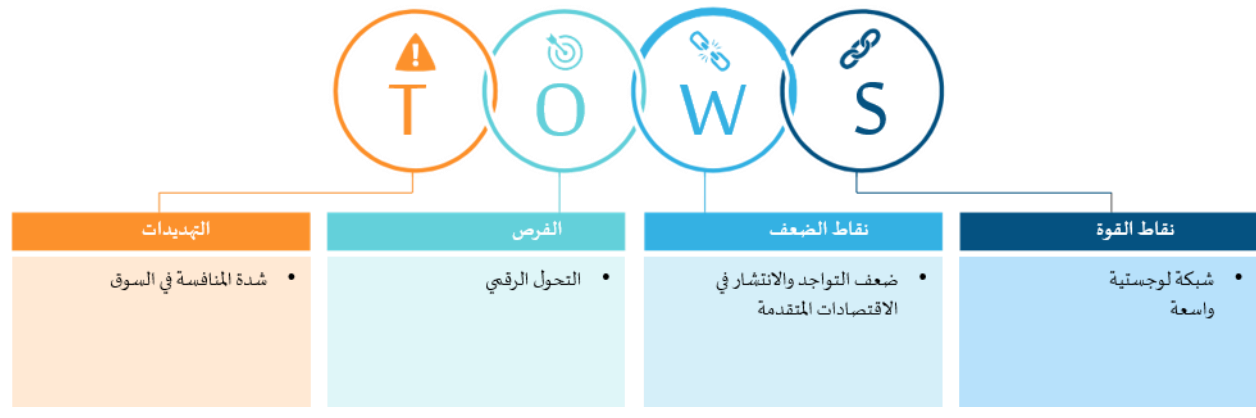 S
W
O
T
نقاط القوة
شبكة لوجستية
واسعة
نقاط الضعف
ضعف التواجد والانتشار في
الاقتصادات المتقدمة
الفرص
التحول الرقمي
التهديدات
شدة المنافسة في السوق